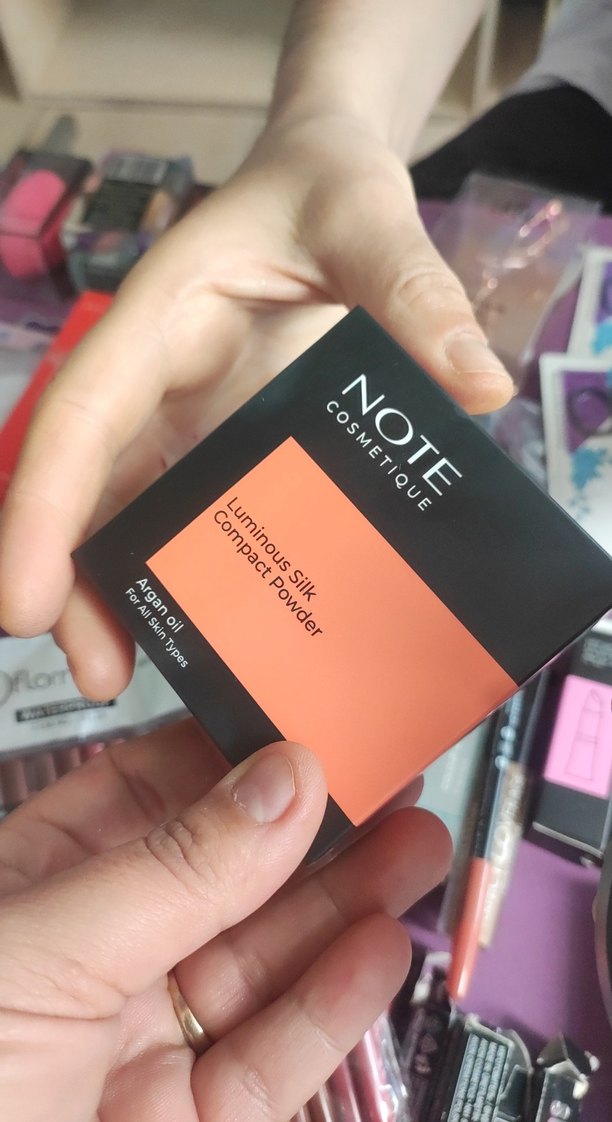 NOTE
COSMETIQUE
Luminous Silk
Compact Powder
Argan oil
For All Skin Types